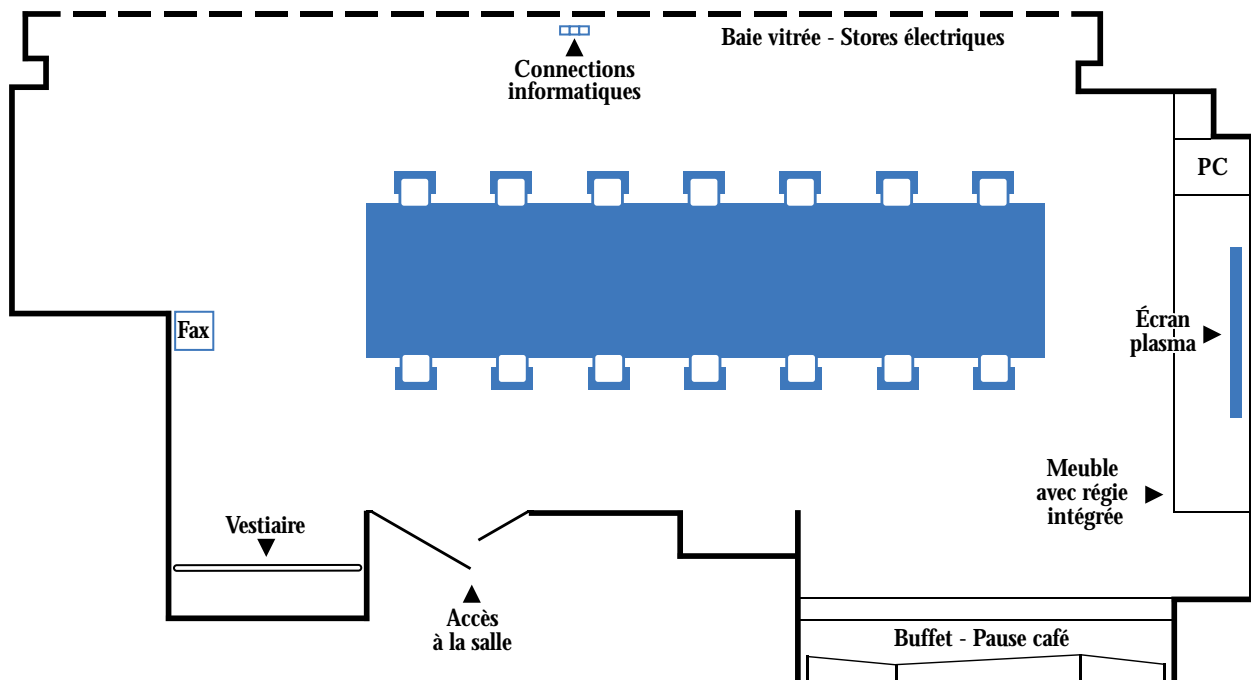 Baie vitrée - Stores électriques
Connections
informatiques
PC
Fax
Écran
plasma
Meuble
avec régie
intégrée
Vestiaire
Accès
à la salle
Buffet - Pause café